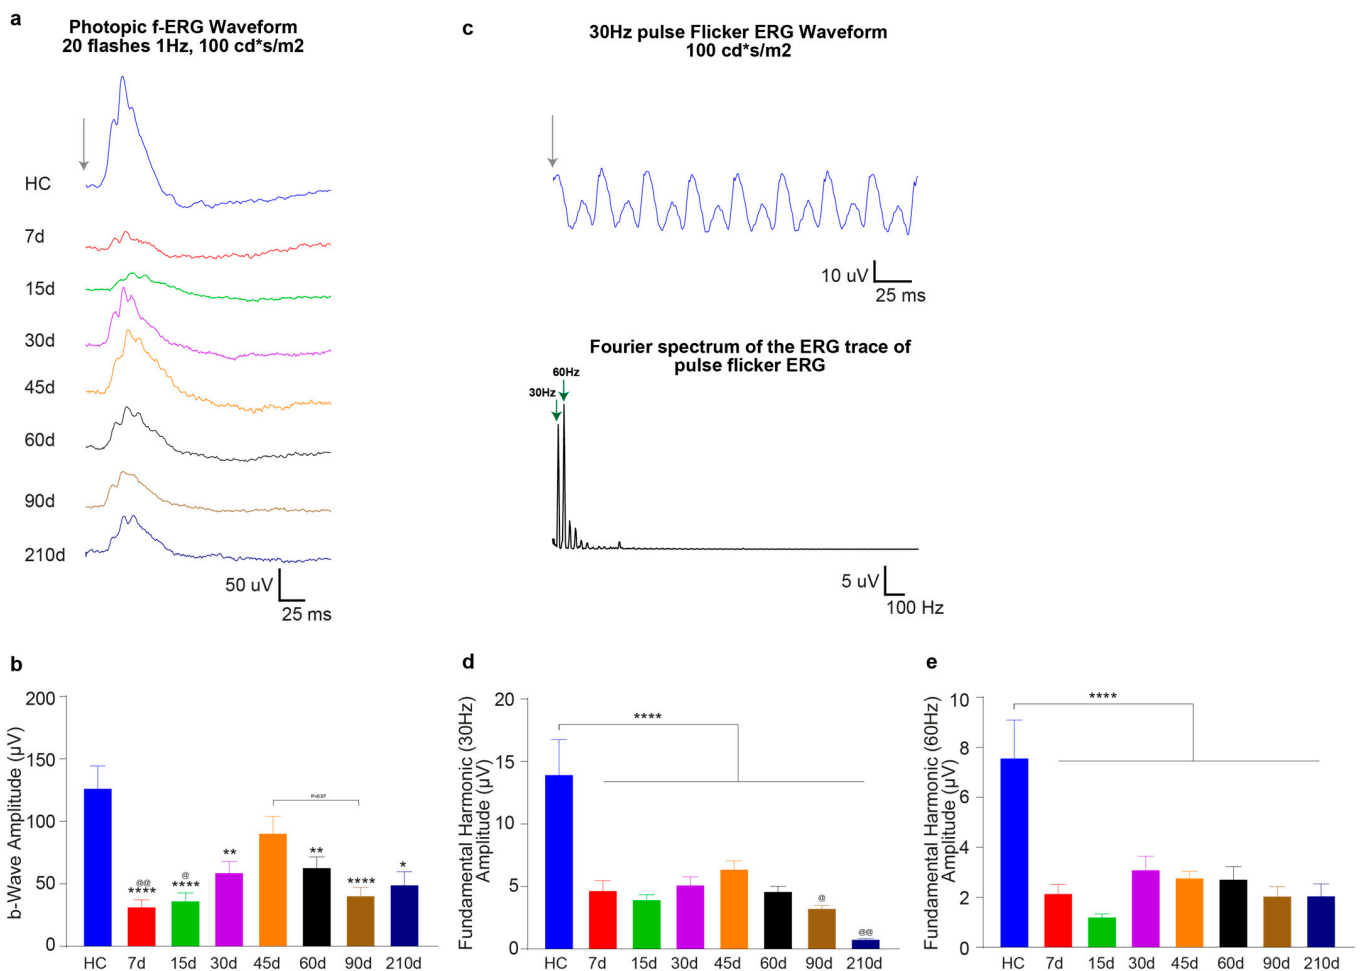 a
Photopic f-ERG Waveform
20 flashes 1Hz, 100 cd*s/m2
HC
7d
15d
30d
45d
60d
90d
210d
50 uV
25 ms
c
30Hz pulse Flicker ERG Waveform
100 cd*s/m2
10 uV
25 ms
Fourier spectrum of the ERG trace of
pulse flicker ERG
60Hz
30Hz
5 uV
100 Hz
b
b-Wave Amplitude (µV)
200
150
100
50
0
P=0.07
@@
****
@
****
**
**
****
*
HC 7d 15d 30d 45d 60d 90d 210d
d
Fundamental Harmonic (30Hz)
Amplitude (µV)
20
15
10
5
0
****
@
@@
HC 7d 15d 30d 45d 60d 90d 210d
e
Fundamental Harmonic (60Hz)
Amplitude (µV)
10
8
6
4
2
0
****
HC 7d 15d 30d 45d 60d 90d 210d